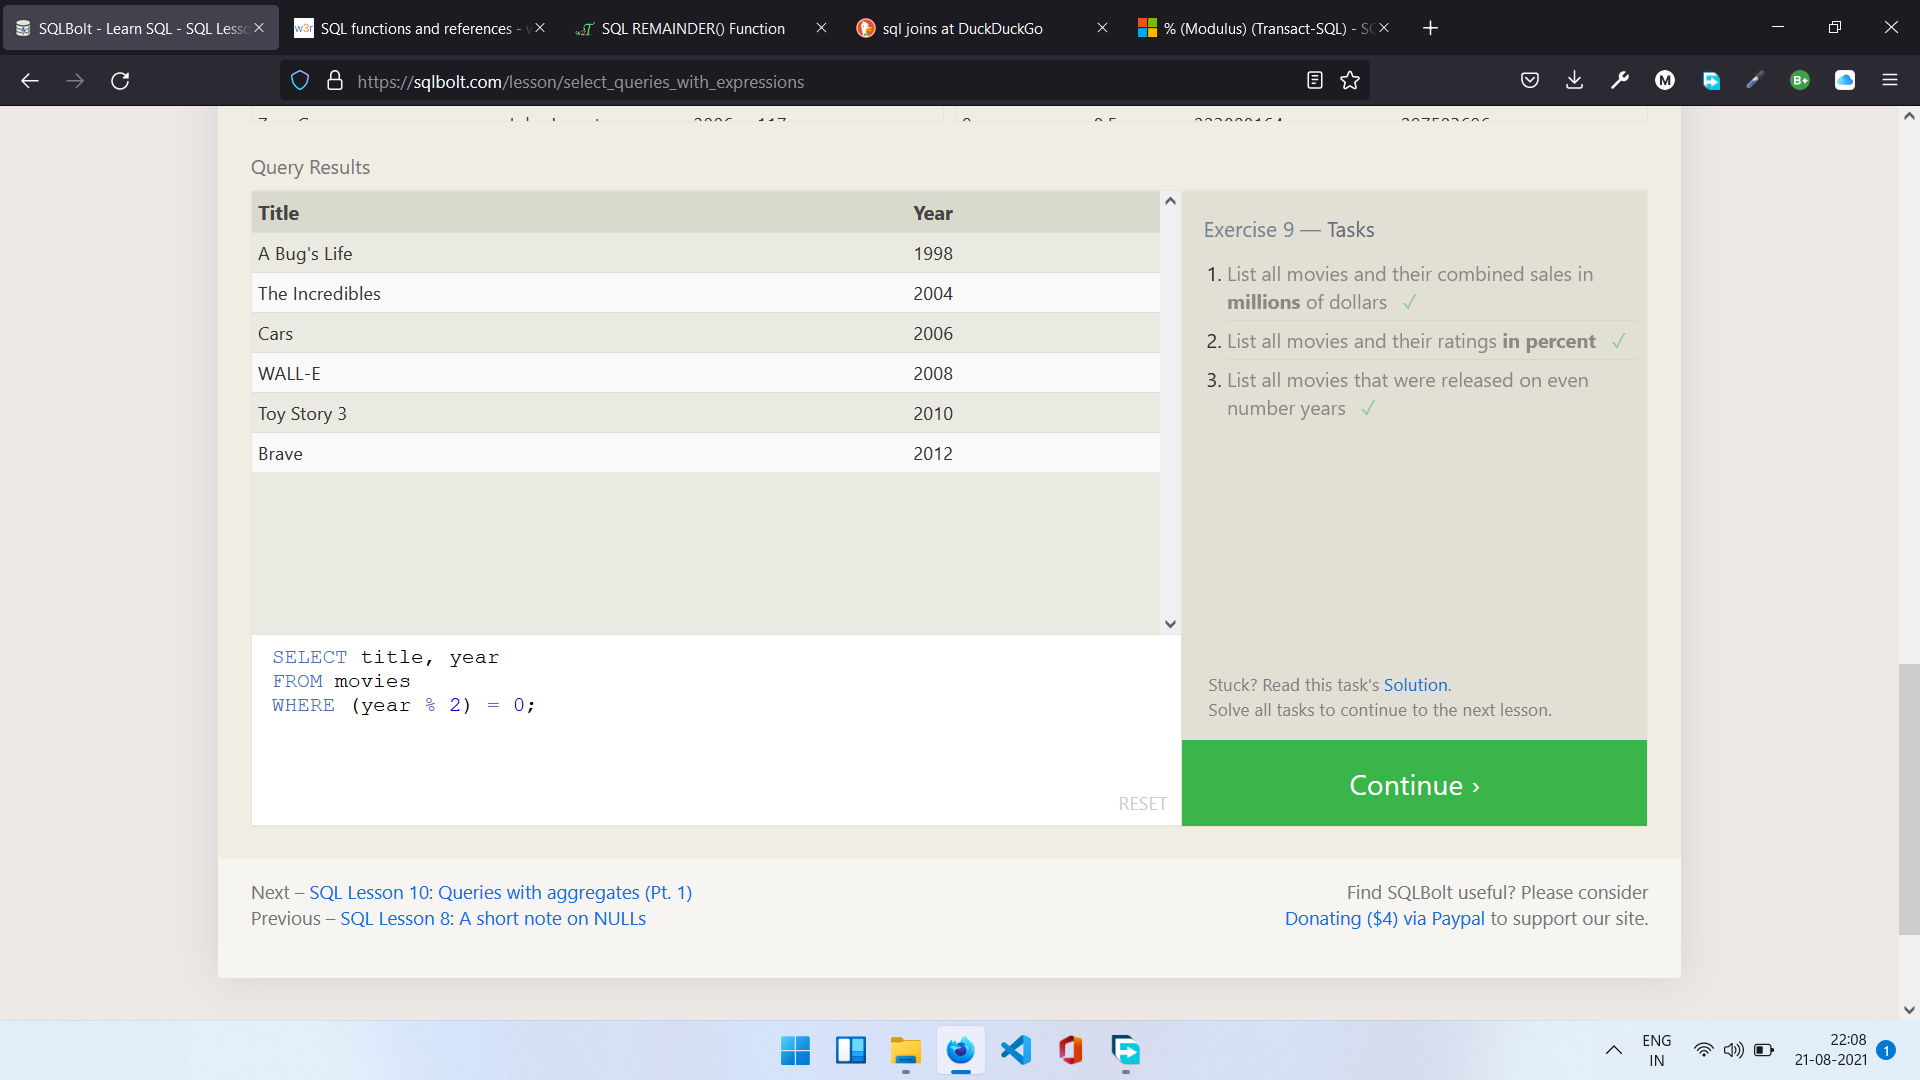 SQLBolt - Learn SQL - SQL Lesso
SQL functions and references - w
SQL REMAINDER() Function
sql joins at DuckDuckGo
% (Modulus) (Transact-SQL) - SQ
https://sqlbolt.com/lesson/select_queries_with_expressions
Query Results
Title Year
A Bug's Life 1998
The Incredibles 2004
Cars 2006
WALL-E 2008
Toy Story 3 2010
Brave 2012
Exercise 9 — Tasks
1. List all movies and their combined sales in
millions of dollars ✓
2. List all movies and their ratings in percent ✓
3. List all movies that were released on even
number years ✓
SELECT title, year
FROM movies
WHERE (year % 2) = 0;
RESET
Stuck? Read this task's Solution.
Solve all tasks to continue to the next lesson.
Continue ›
Next – SQL Lesson 10: Queries with aggregates (Pt. 1)
Previous – SQL Lesson 8: A short note on NULLs
Find SQLBolt useful? Please consider
Donating ($4) via Paypal to support our site.
ENG
IN
22:08
21-08-2021
1